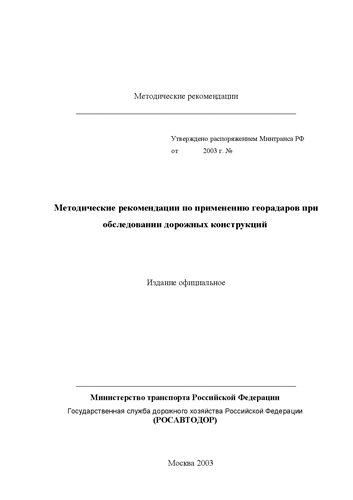 Методические рекомендации
Утверждено распоряжением Минтранса РФ
от 2003 г. №
Методические рекомендации по применению георадаров при
обследовании дорожных конструкций
Издание официальное
Министерство транспорта Российской Федерации
Государственная служба дорожного хозяйства Российской Федерации
(РОСАВТОДОР)
Москва 2003